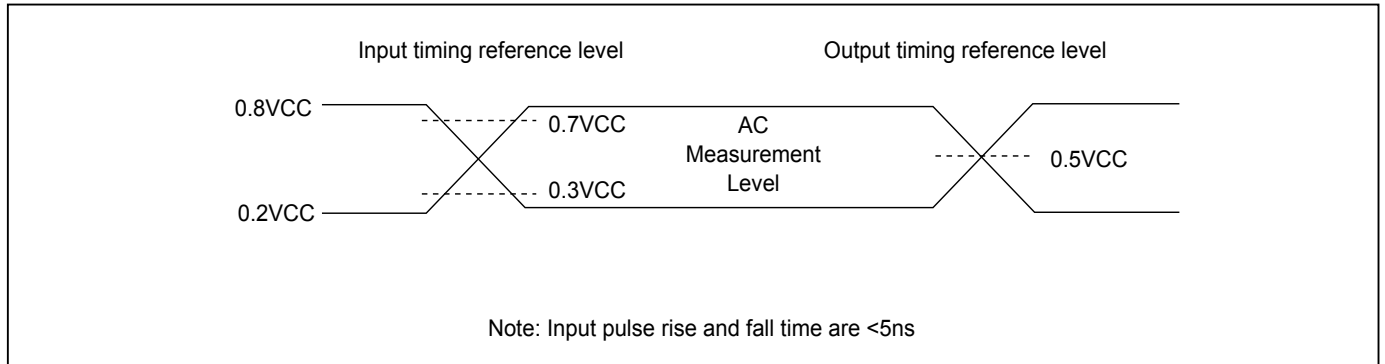 Input timing reference level
Output timing reference level
0.8VCC
0.7VCC
AC
Measurement
Level
0.5VCC
0.3VCC
0.2VCC
Note: Input pulse rise and fall time are <5ns